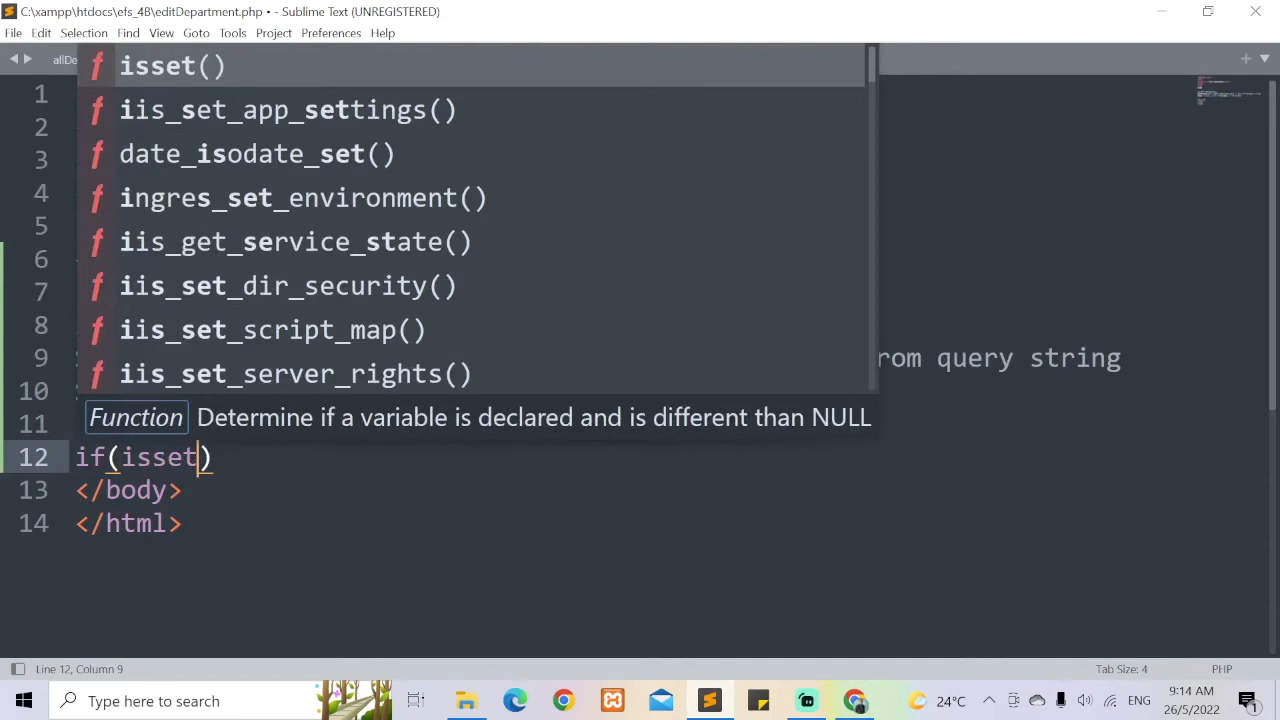 C:\xampp\htdocs\efs_4B\editDepartment.php • - Sublime Text (UNREGISTERED)
File Edit Selection Find View Goto Tools Project Preferences Help
allDe
f isset()
f iis_set_app_settings()
f date_isodate_set()
f ingres_set_environment()
f iis_get_service_state()
f iis_set_dir_security()
f iis_set_script_map()
f iis_set_server_rights()
Function Determine if a variable is declared and is different than NULL
1
2
3
4
5
6
7
8
9 rom query string
10
11
12 if(isset)
13 </body>
14 </html>
Line 12, Column 9 Tab Size: 4 PHP
Type here to search 24°C ENG 9:14 AM
26/5/2022 1